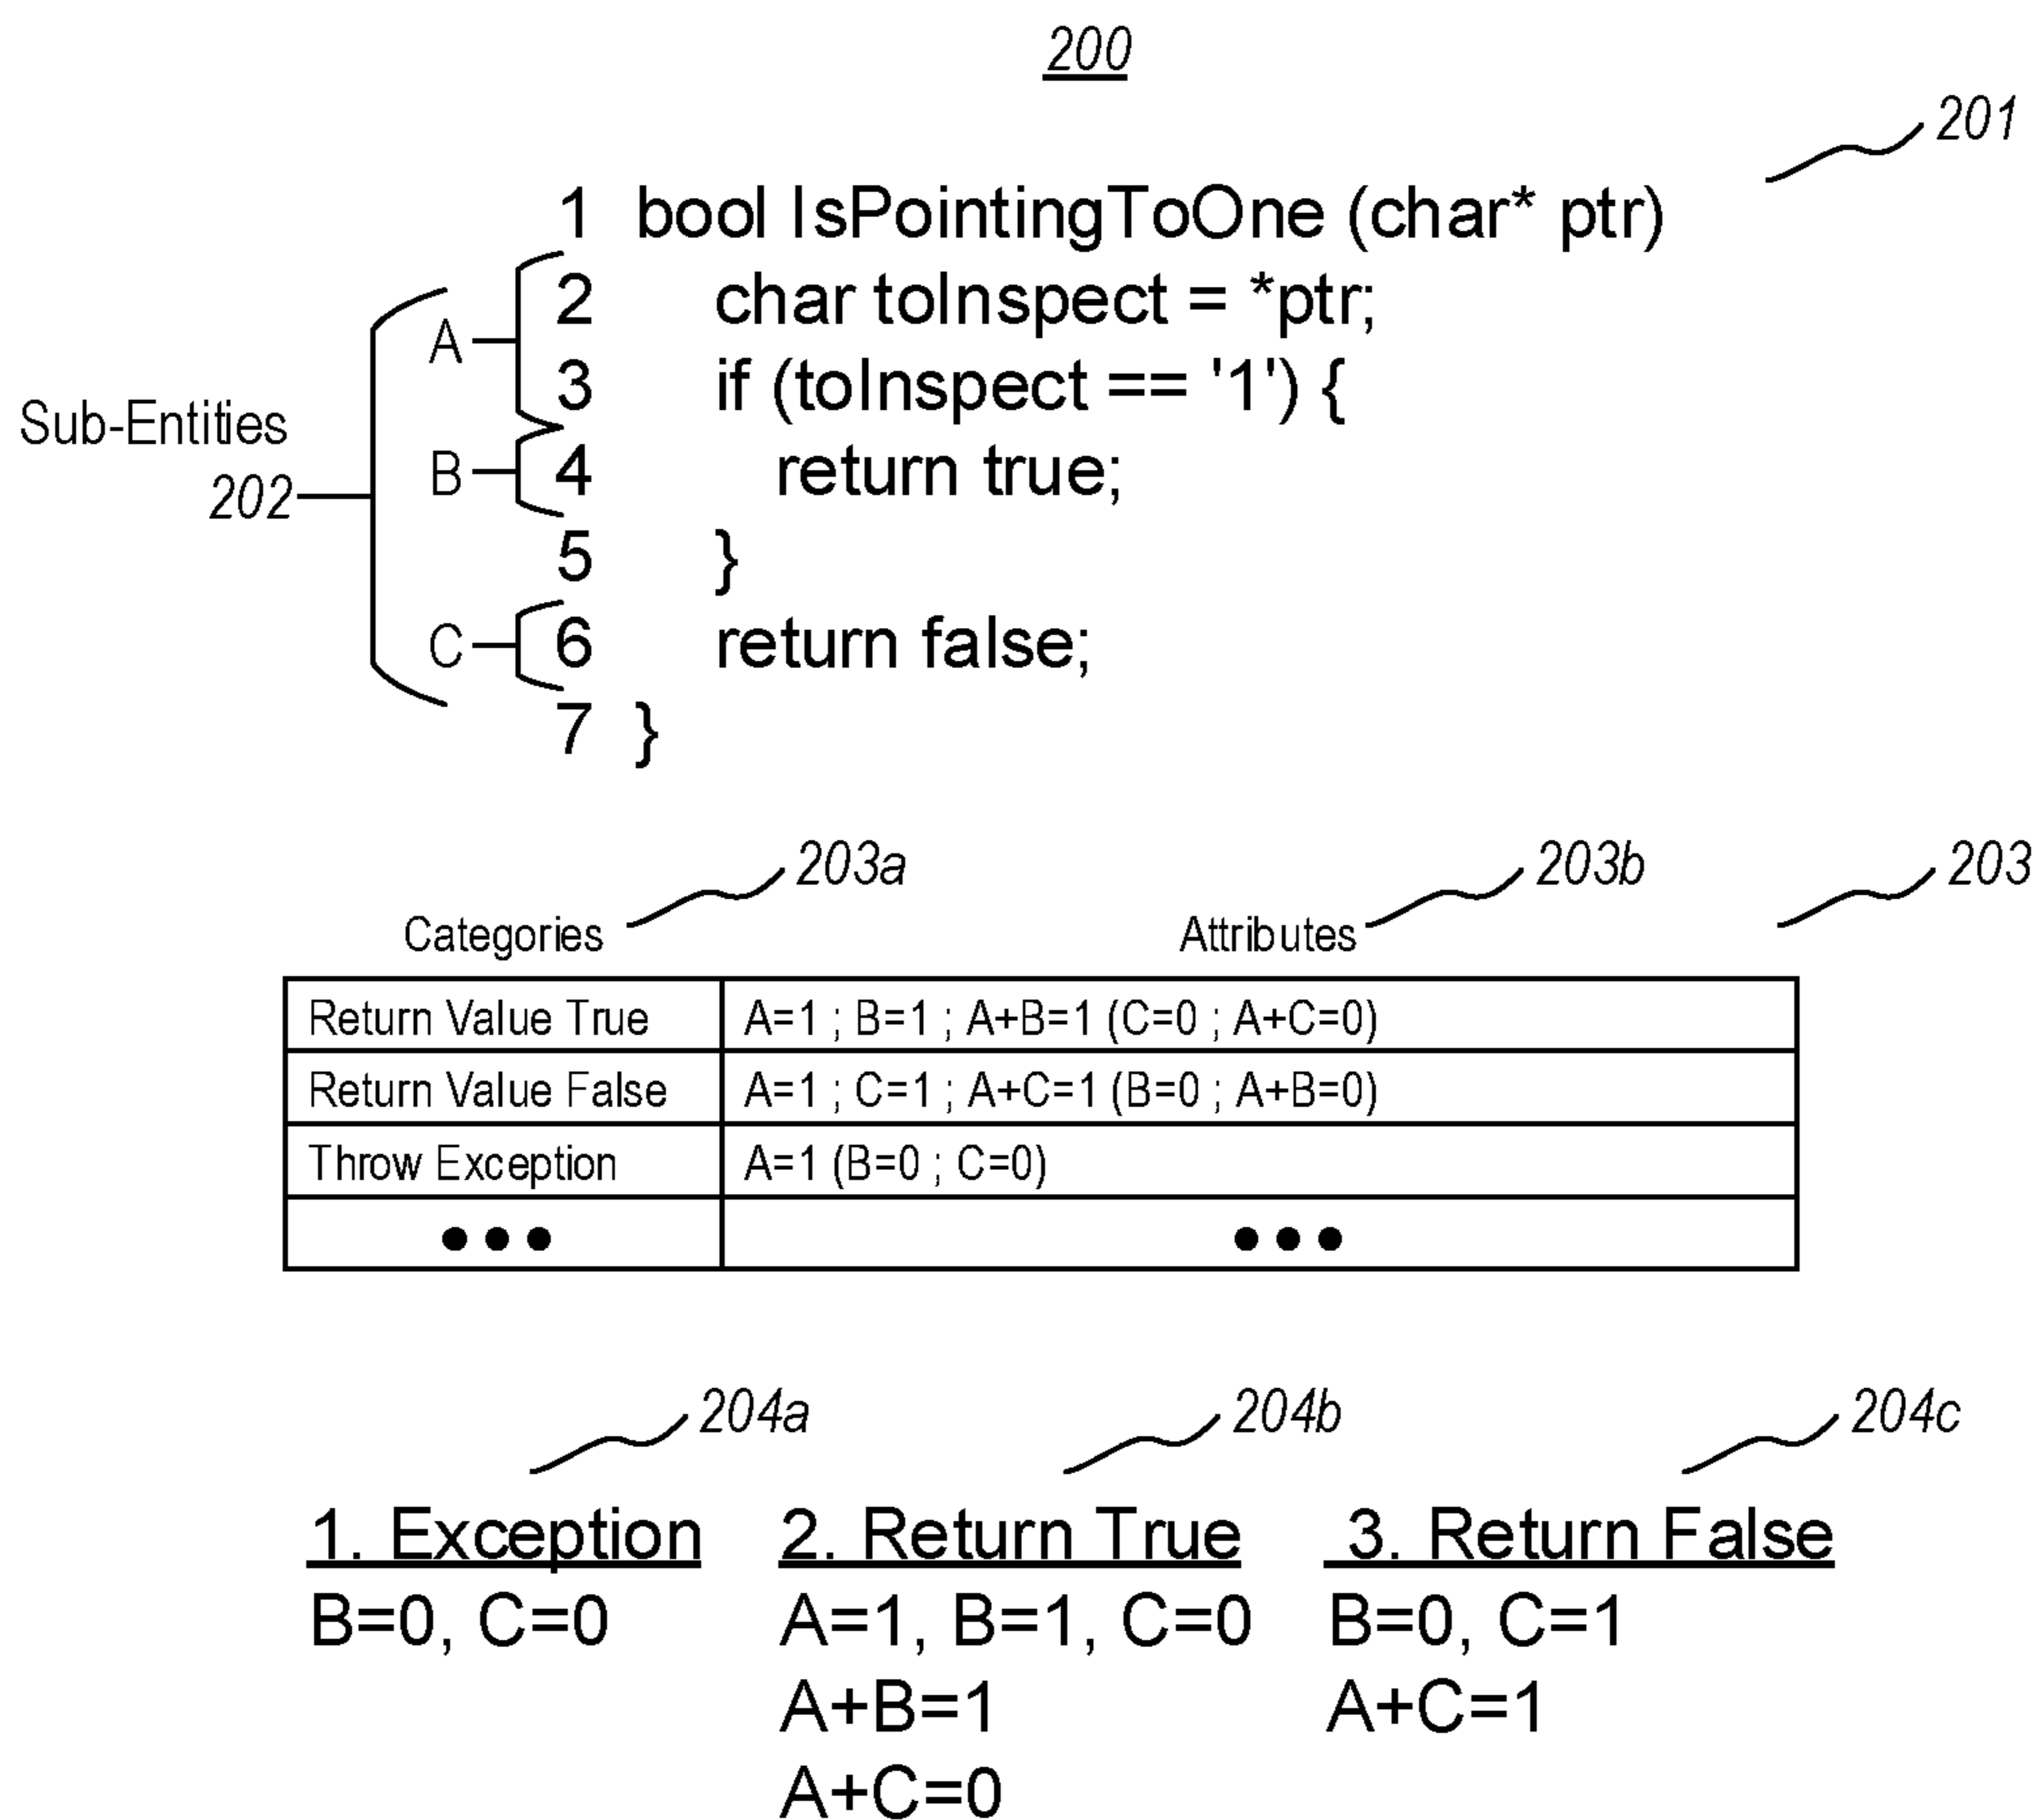 200
201
1 bool IsPointingToOne (char* ptr)
2 char toInspect = *ptr;
A
3 if (toInspect == '1') {
Sub-Entities
202
B
4 return true;
5 }
C
6 return false;
7 }
203a 203b 203
Categories Attributes
Return Value True A=1 ; B=1 ; A+B=1 (C=0 ; A+C=0)
Return Value False A=1 ; C=1 ; A+C=1 (B=0 ; A+B=0)
Throw Exception A=1 (B=0 ; C=0)
●●● ●●●
204a 204b 204c
1. Exception 2. Return True 3. Return False
B=0, C=0 A=1, B=1, C=0 B=0, C=1
A+B=1 A+C=1
A+C=0